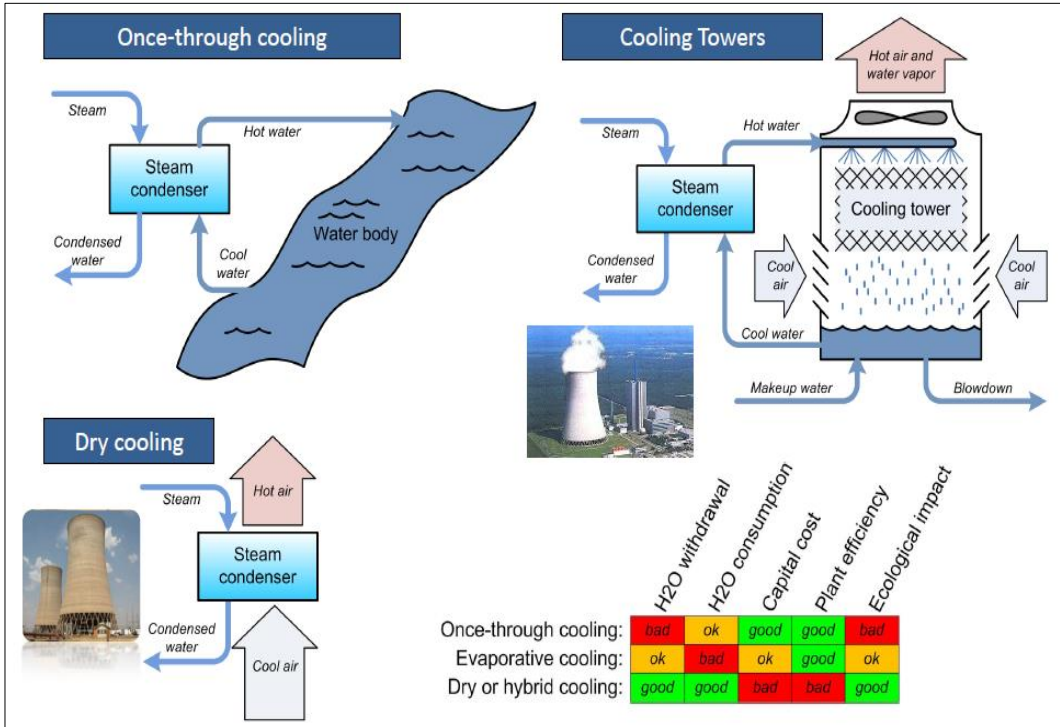 Once-through cooling
Steam
Hot water
Steam
condenser
Condensed
water
Cool
water
Water body
Cooling Towers
Hot air and
water vapor
Steam
Hot water
Steam
condenser
Cooling tower
Condensed
water
Cool
air
Cool
air
Cool water
Makeup water
Blowdown
Dry cooling
Steam
Hot air
Steam
condenser
Condensed
water
Cool air
H2O withdrawal
H2O consumption
Capital cost
Plant efficiency
Ecological impact
Once-through cooling: bad ok good good bad
Evaporative cooling: ok bad ok good ok
Dry or hybrid cooling: good good bad bad good